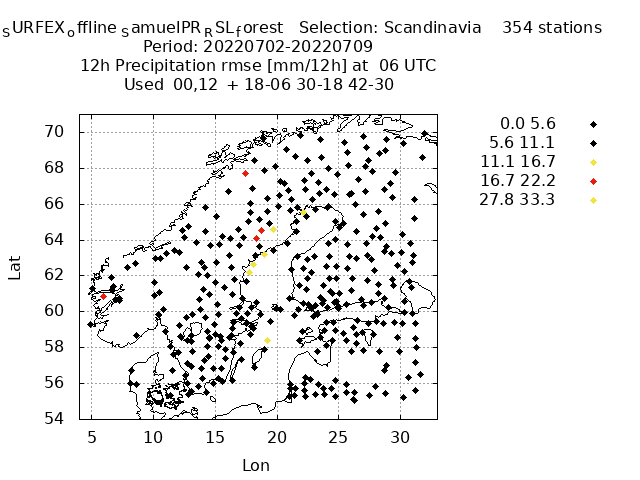 SURFEXoffline SamuelPRRSLforest   Selection: Scandinavia    354 stations
Period: 20220702-20220709
12h Precipitation rmse [mm/12h] at  06 UTC
Used  00,12  + 18-06 30-18 42-30
0.0 5.6
5.6 11.1
11.1 16.7
16.7 22.2
27.8 33.3
70
68
66
64
62
60
58
56
54
Lat
5 10 15 20 25 30
Lon